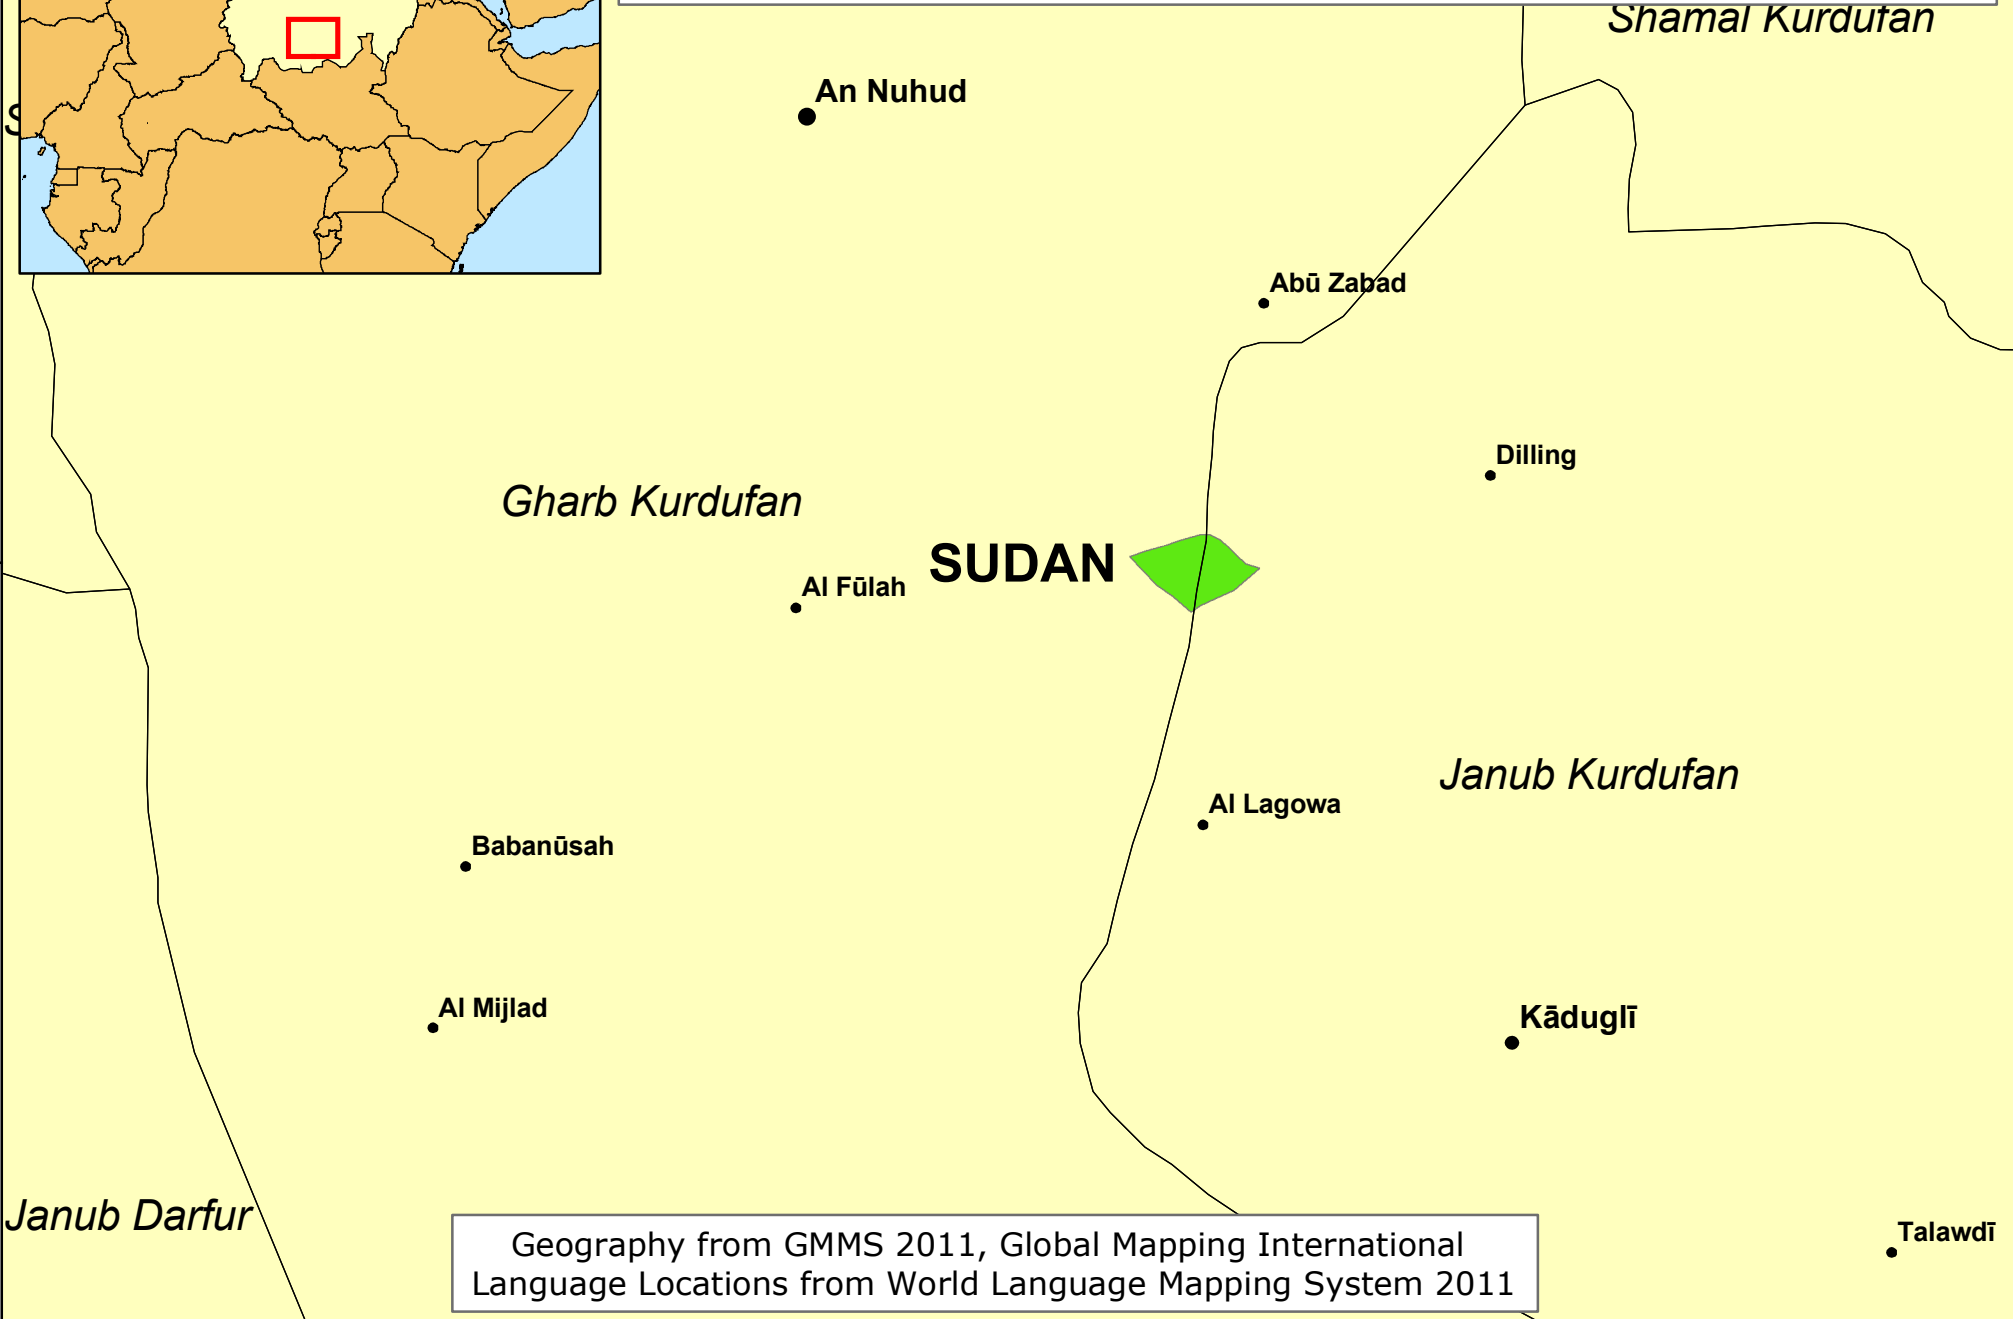 Shamal Kurdufan
An Nuhud
Abū Zabad
Dilling
Gharb Kurdufan
SUDAN
Al Fūlah
Janub Kurdufan
Al Lagowa
Babanūsah
Al Mijlad
Kāduglī
Janub Darfur
Talawdī
Geography from GMMS 2011, Global Mapping International
Language Locations from World Language Mapping System 2011